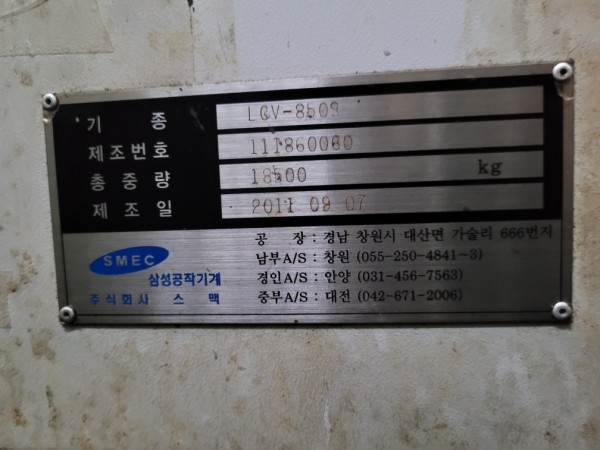 기 종 LCV-8509
제조번호 111860060
총 중 량 18500 kg
제 조 일 2011 09 07
SMEC
삼성공작기계
주식회사 스 맥
공 장 : 경남 창원시 대산면 가술리 666번지
남부A/S : 창원 (055-250-4841~3)
경인A/S : 안양 (031-456-7563)
중부A/S : 대전 (042-671-2006)